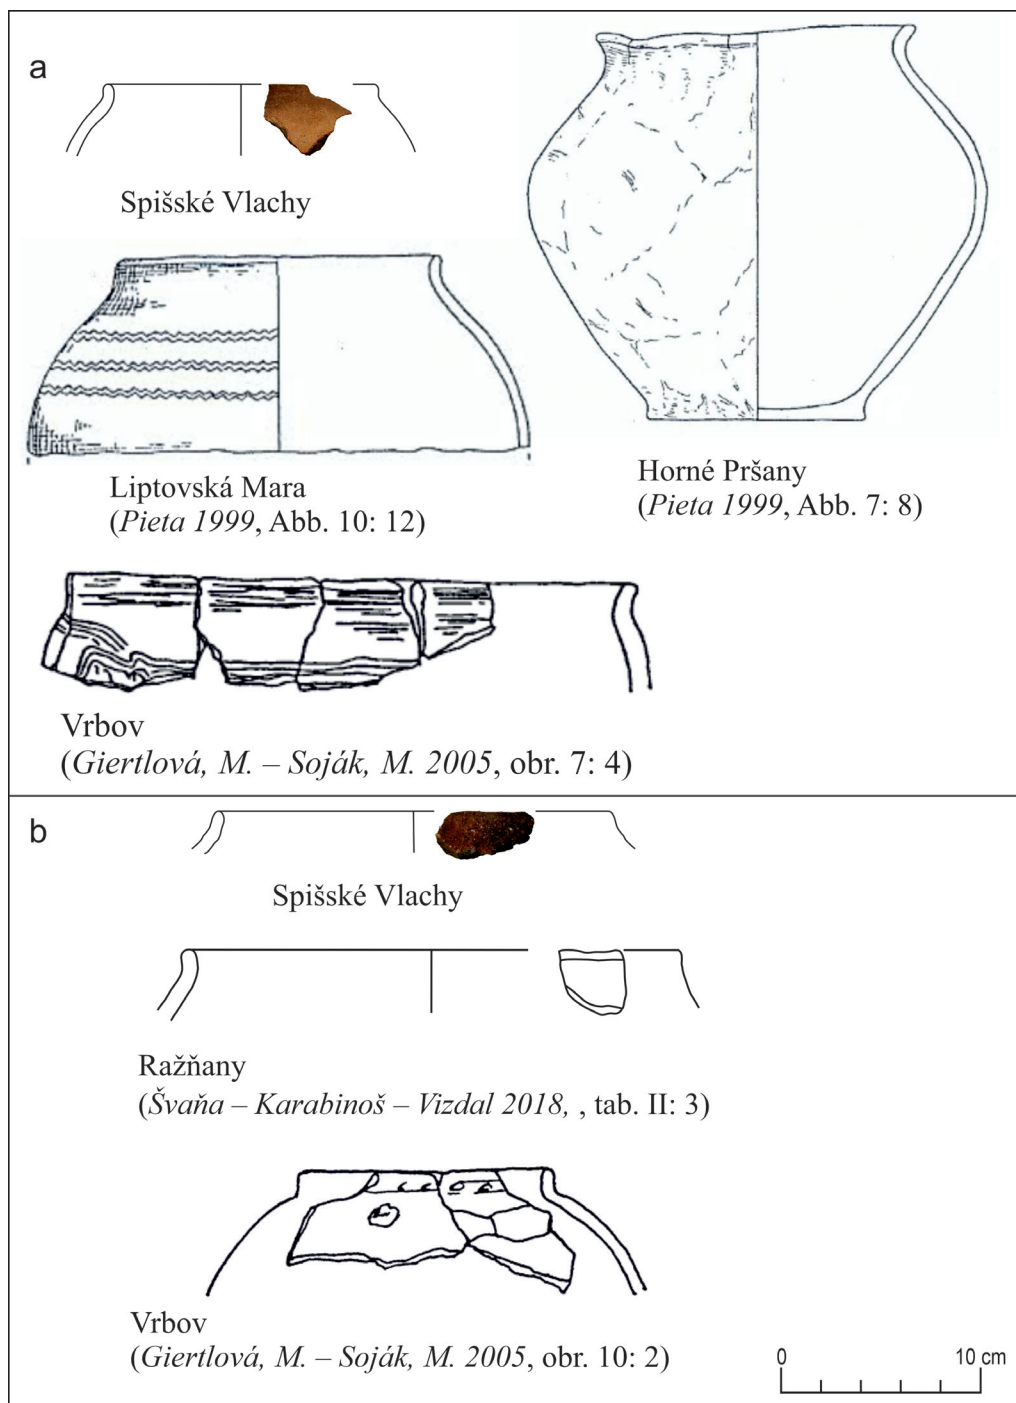 a
Spišské Vlachy
Liptovská Mara
(Pieta 1999, Abb. 10: 12)
Horné Pršany
(Pieta 1999, Abb. 7: 8)
Vrbov
(Giertlová, M. – Soják, M. 2005, obr. 7: 4)
b
Spišské Vlachy
Ražňany
(Švaňa – Karabinoš – Vizdal 2018, , tab. II: 3)
Vrbov
(Giertlová, M. – Soják, M. 2005, obr. 10: 2)
0 10 cm